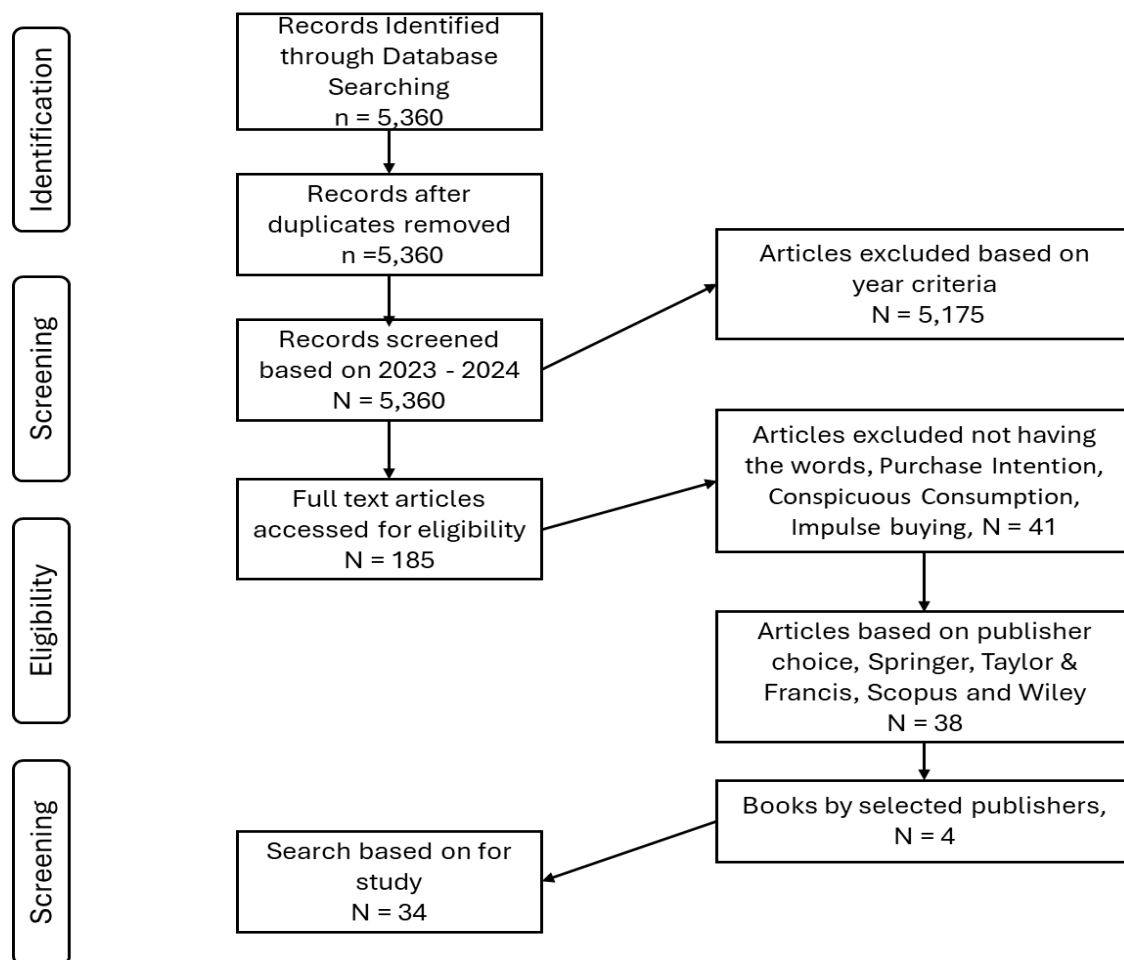 Identification
Records Identified
through Database
Searching
n = 5,360
Records after
duplicates removed
n =5,360
Screening
Records screened
based on 2023 - 2024
N = 5,360
Articles excluded based on
year criteria
N = 5,175
Full text articles
accessed for eligibility
N = 185
Articles excluded not having
the words, Purchase Intention,
Conspicuous Consumption,
Impulse buying, N = 41
Eligibility
Articles based on publisher
choice, Springer, Taylor &
Francis, Scopus and Wiley
N = 38
Books by selected publishers,
N = 4
Screening
Search based on for
study
N = 34